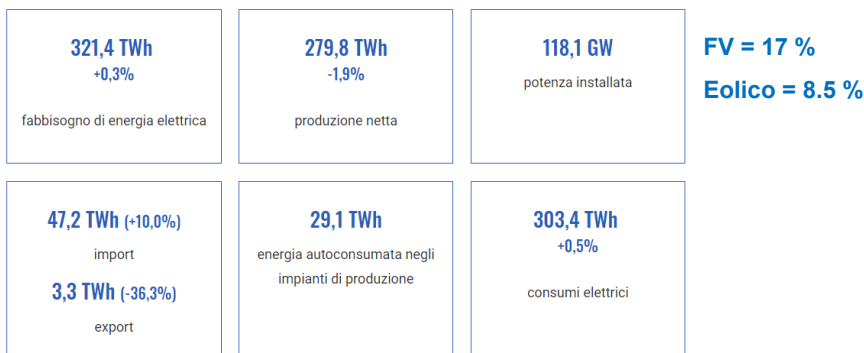 321,4 TWh
+0,3%
fabbisogno di energia elettrica
279,8 TWh
-1,9%
produzione netta
118,1 GW
potenza installata
FV = 17 %
Eolico = 8.5 %
47,2 TWh (+10,0%)
import
3,3 TWh (-36,3%)
export
29,1 TWh
energia autoconsumata negli
impianti di produzione
303,4 TWh
+0,5%
consumi elettrici